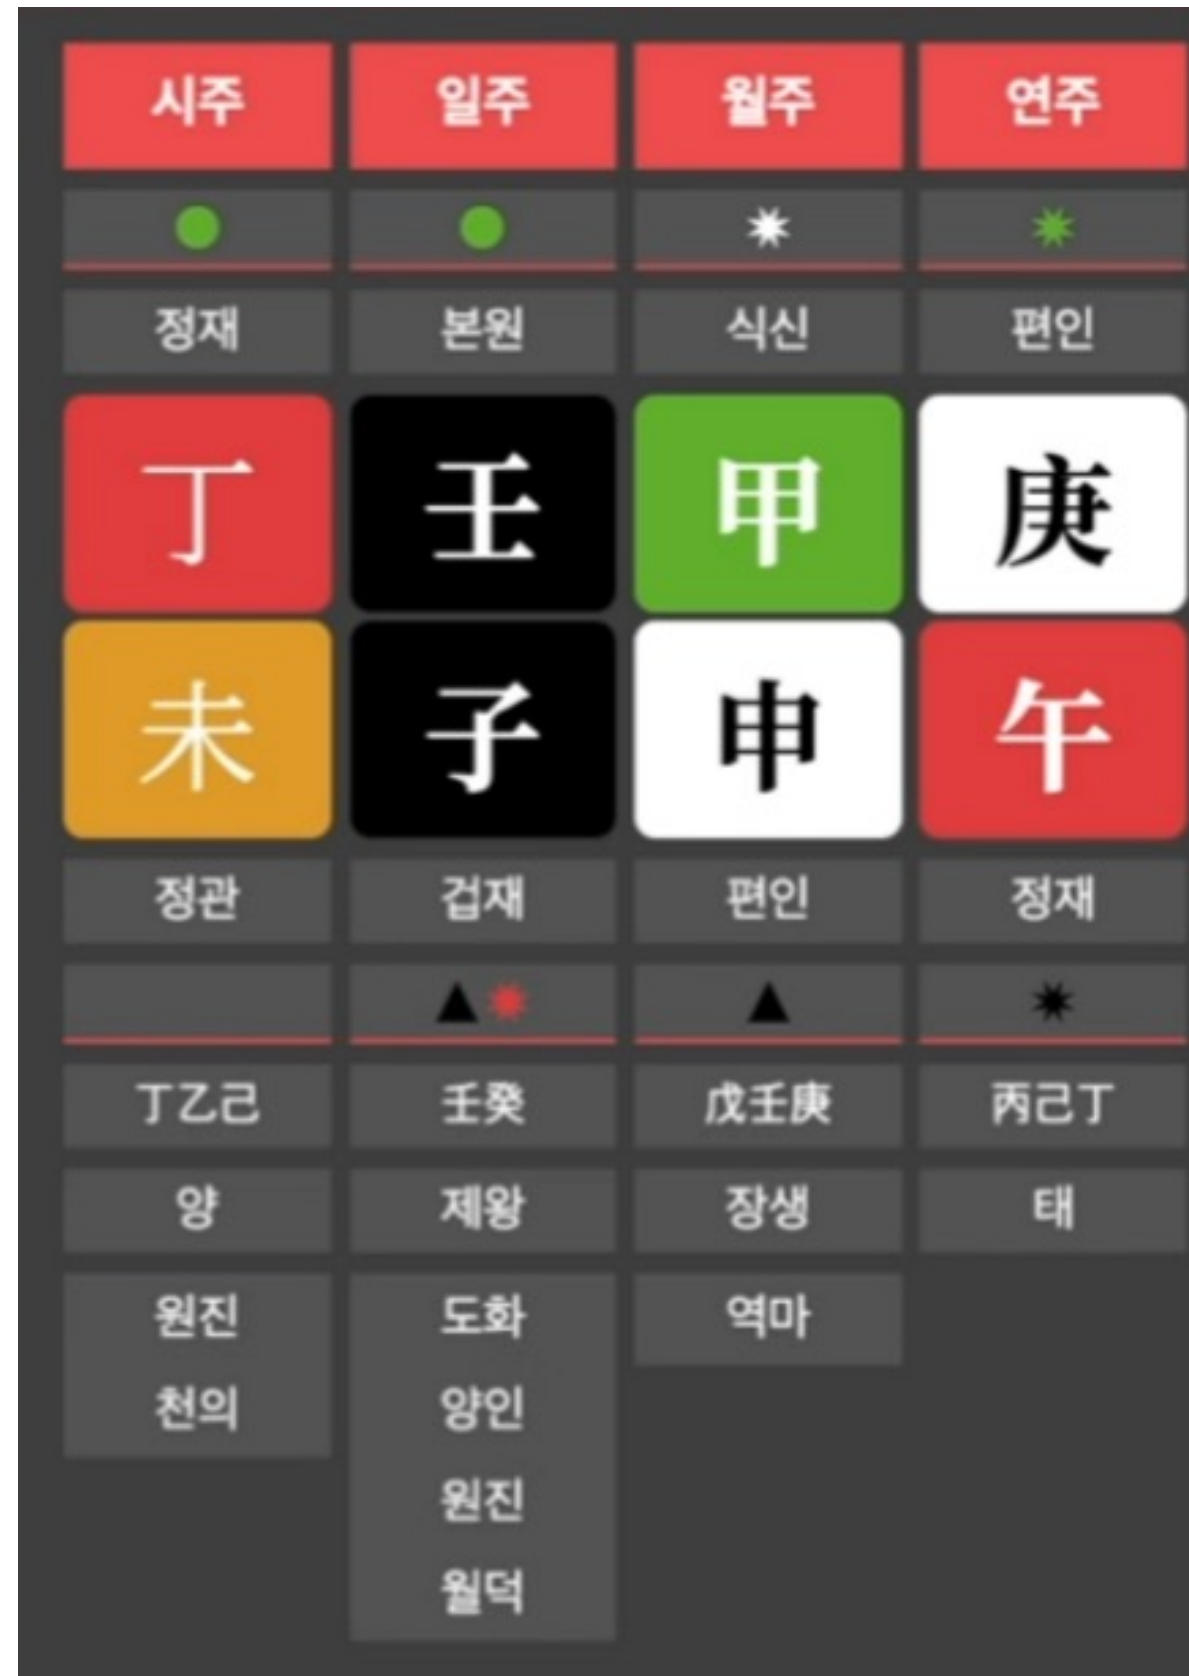 시주 일주 월주 연주
정재 본원 식신 편인
丁 壬 甲 庚
未 子 申 午
정관 겁재 편인 정재
丁乙己 壬癸 戊壬庚 丙己丁
양 제왕 장생 태
원진 도화 역마
천의 양인
원진
월덕